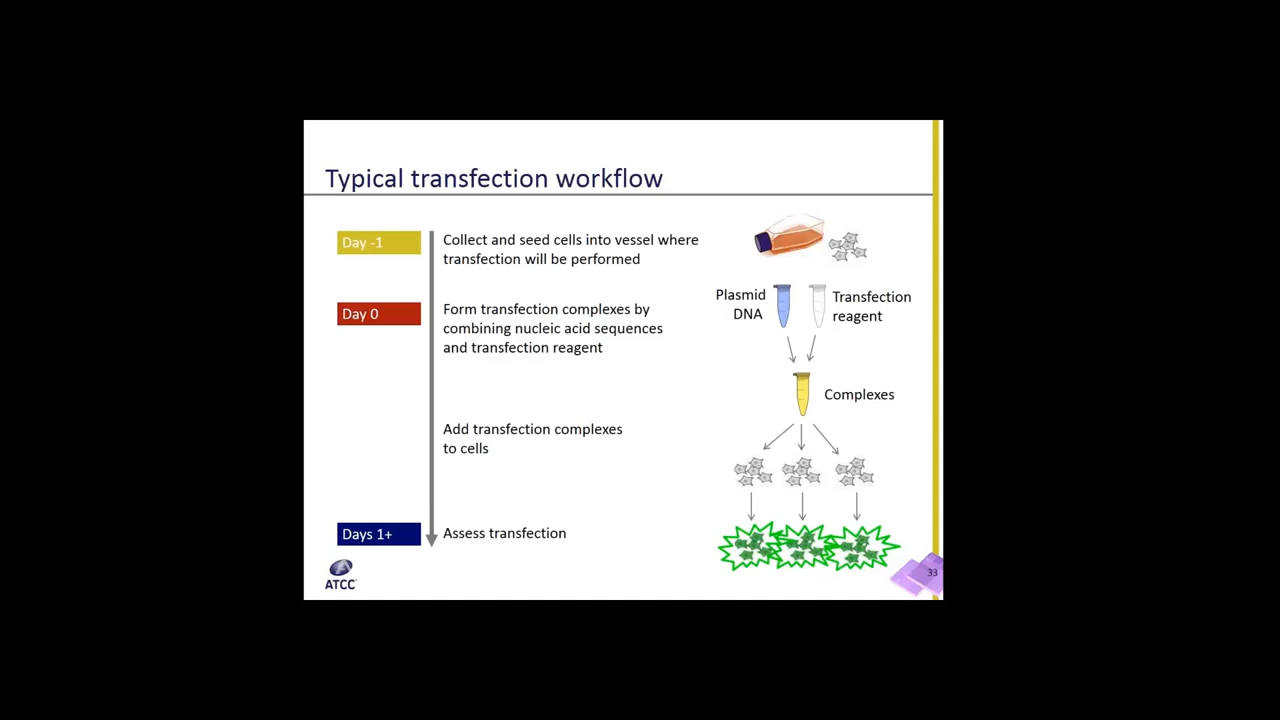 Typical transfection workflow
Day -1
Collect and seed cells into vessel where
transfection will be performed
Plasmid
DNA
Transfection
reagent
Day 0
Form transfection complexes by
combining nucleic acid sequences
and transfection reagent
Complexes
Add transfection complexes
to cells
Days 1+
Assess transfection
ATCC
33